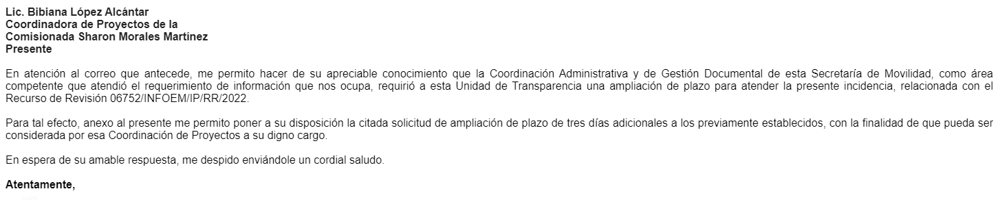 Lic. Bibiana López Alcántar
Coordinadora de Proyectos de la
Comisionada Sharon Morales Martínez
Presente
En atención al correo que antecede, me permito hacer de su apreciable conocimiento que la Coordinación Administrativa y de Gestión Documental de esta Secretaría de Movilidad, como área
competente que atendió el requerimiento de información que nos ocupa, requirió a esta Unidad de Transparencia una ampliación de plazo para atender la presente incidencia, relacionada con el
Recurso de Revisión 06752/INFOEM/IP/RR/2022.
Para tal efecto, anexo al presente me permito poner a su disposición la citada solicitud de ampliación de plazo de tres días adicionales a los previamente establecidos, con la finalidad de que pueda ser
considerada por esa Coordinación de Proyectos a su digno cargo.
En espera de su amable respuesta, me despido enviándole un cordial saludo.
Atentamente,